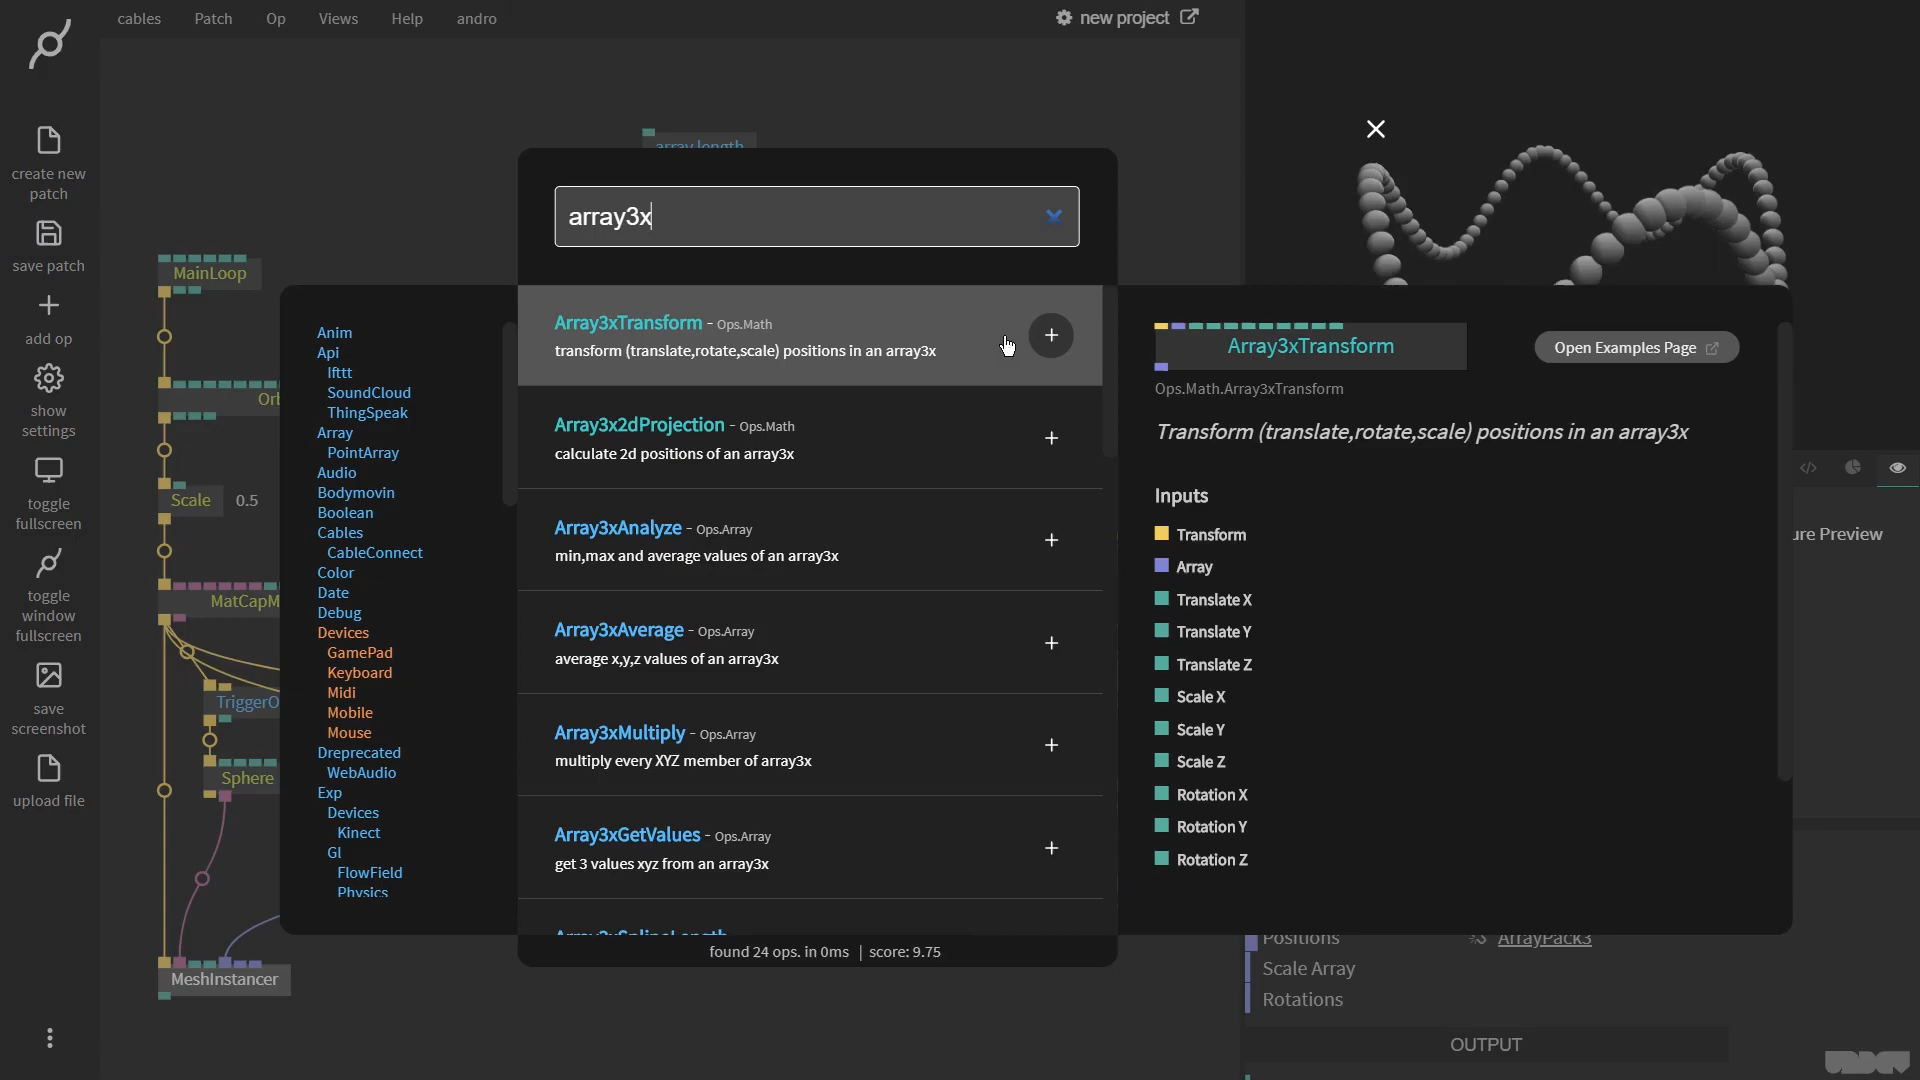 cables Patch Op Views Help andro
new project
create new
patch
save patch
add op
show
settings
toggle
fullscreen
toggle
window
fullscreen
save
screenshot
upload file
array length
MainLoop
Orb
Scale 0.5
MatCapM
TriggerO
Sphere
MeshInstancer
array3x
Anim
Api
Ifttt
SoundCloud
ThingSpeak
Array
PointArray
Audio
Bodymovin
Boolean
Cables
CableConnect
Color
Date
Debug
Devices
GamePad
Keyboard
Midi
Mobile
Mouse
Dreprecated
WebAudio
Exp
Devices
Kinect
Gl
FlowField
Physics
Array3xTransform - Ops.Math
transform (translate,rotate,scale) positions in an array3x
Array3x2dProjection - Ops.Math
calculate 2d positions of an array3x
Array3xAnalyze - Ops.Array
min,max and average values of an array3x
Array3xAverage - Ops.Array
average x,y,z values of an array3x
Array3xMultiply - Ops.Array
multiply every XYZ member of array3x
Array3xGetValues - Ops.Array
get 3 values xyz from an array3x
Array3xSplineLength
found 24 ops. in 0ms | score: 9.75
Array3xTransform
Open Examples Page
Ops.Math.Array3xTransform
Transform (translate,rotate,scale) positions in an array3x
Inputs
Transform
Array
Translate X
Translate Y
Translate Z
Scale X
Scale Y
Scale Z
Rotation X
Rotation Y
Rotation Z
ure Preview
Positions ArrayPack3
Scale Array
Rotations
OUTPUT